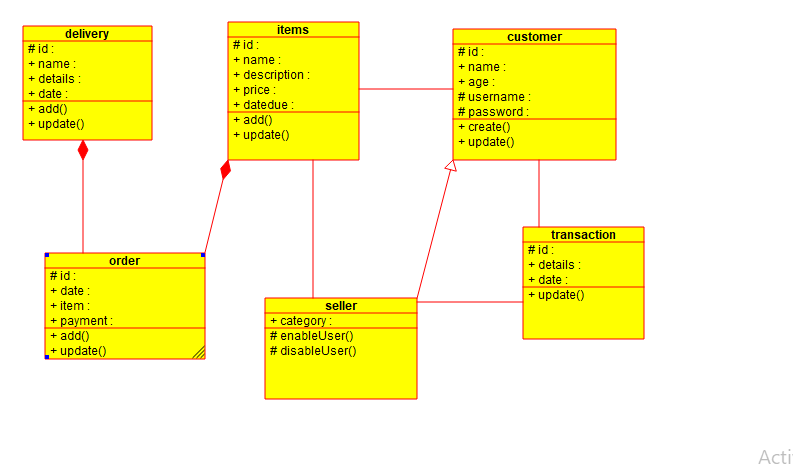 delivery
# id :
+ name :
+ details :
+ date :
+ add()
+ update()
items
# id :
+ name :
+ description :
+ price :
+ datedue :
+ add()
+ update()
customer
# id :
+ name :
+ age :
# username :
# password :
+ create()
+ update()
order
# id :
+ date :
+ item :
+ payment :
+ add()
+ update()
seller
+ category :
# enableUser()
# disableUser()
transaction
# id :
+ details :
+ date :
+ update()
Acti